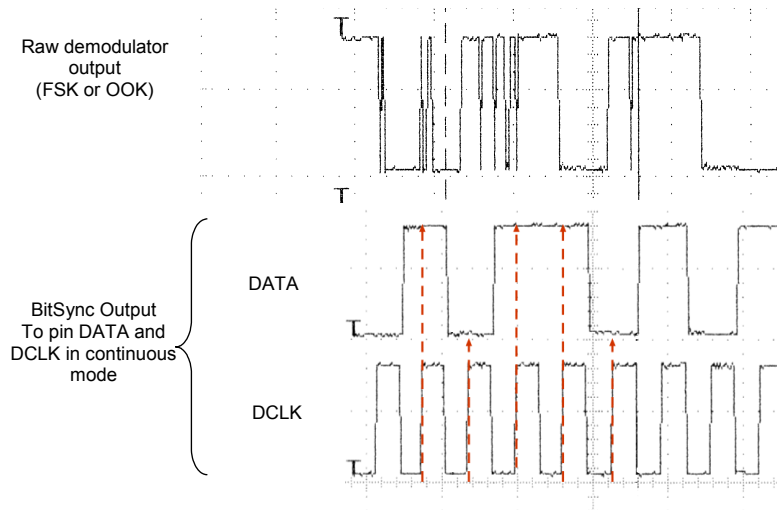 Raw demodulator
output
(FSK or OOK)
DATA
BitSync Output
To pin DATA and
DCLK in continuous
mode
DCLK